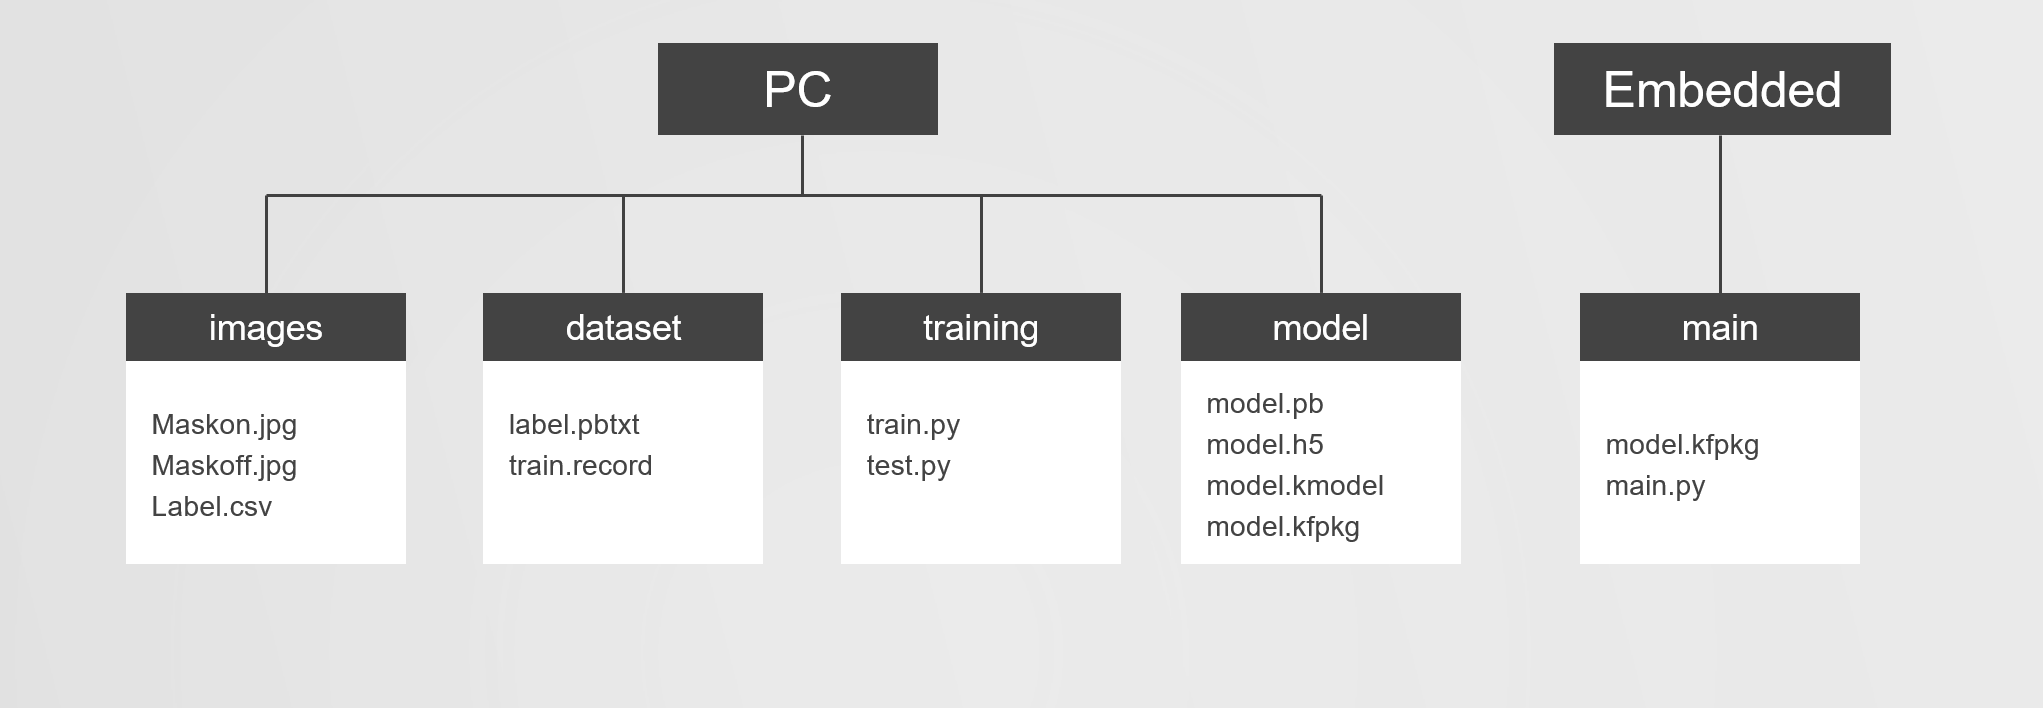 PC
Embedded
images
dataset
training
model
main
Maskon.jpg
Maskoff.jpg
Label.csv
label.pbtxt
train.record
train.py
test.py
model.pb
model.h5
model.kmodel
model.kfpkg
model.kfpkg
main.py